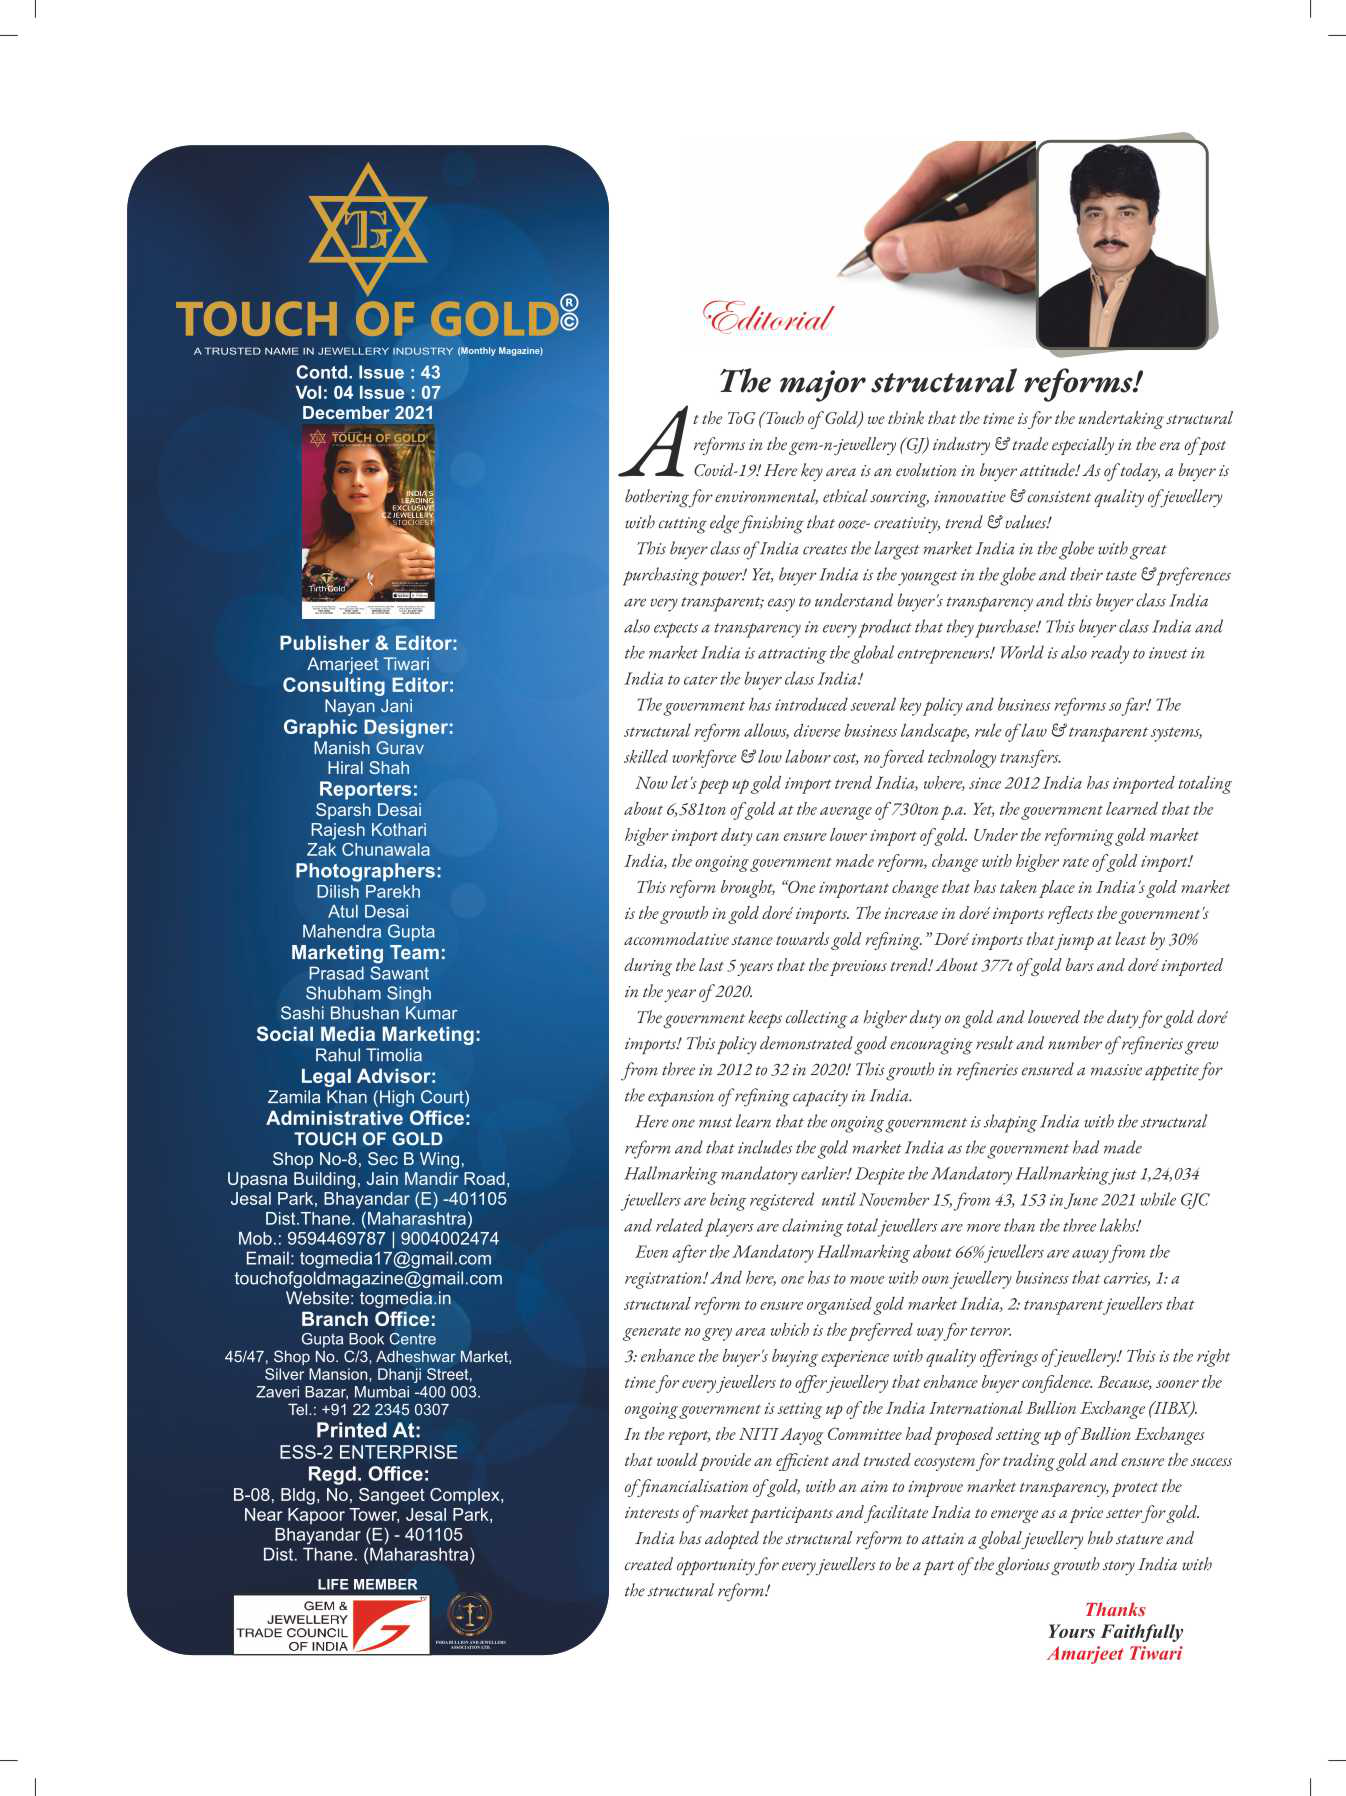 TG
TOUCH OF GOLD ® ©
A TRUSTED NAME IN JEWELLERY INDUSTRY (Monthly Magazine)
Contd. Issue : 43
Vol: 04 Issue : 07
December 2021
TOUCH OF GOLD
INDIA'S
LEADING
EXCLUSIVE
CZ JEWELLERY
STOCKIEST
Tirth Gold
Publisher & Editor:
Amarjeet Tiwari
Consulting Editor:
Nayan Jani
Graphic Designer:
Manish Gurav
Hiral Shah
Reporters:
Sparsh Desai
Rajesh Kothari
Zak Chunawala
Photographers:
Dilish Parekh
Atul Desai
Mahendra Gupta
Marketing Team:
Prasad Sawant
Shubham Singh
Sashi Bhushan Kumar
Social Media Marketing:
Rahul Timolia
Legal Advisor:
Zamila Khan (High Court)
Administrative Office:
TOUCH OF GOLD
Shop No-8, Sec B Wing,
Upasna Building, Jain Mandir Road,
Jesal Park, Bhayandar (E) -401105
Dist.Thane. (Maharashtra)
Mob.: 9594469787 | 9004002474
Email: togmedia17@gmail.com
touchofgoldmagazine@gmail.com
Website: togmedia.in
Branch Office:
Gupta Book Centre
45/47, Shop No. C/3, Adheshwar Market,
Silver Mansion, Dhanji Street,
Zaveri Bazar, Mumbai -400 003.
Tel.: +91 22 2345 0307
Printed At:
ESS-2 ENTERPRISE
Regd. Office:
B-08, Bldg, No, Sangeet Complex,
Near Kapoor Tower, Jesal Park,
Bhayandar (E) - 401105
Dist. Thane. (Maharashtra)
LIFE MEMBER
GEM &
JEWELLERY
TRADE COUNCIL
OF INDIA
INDIA BULLION AND JEWELLERS
ASSOCIATION LTD.
Editorial
The major structural reforms!
At the ToG (Touch of Gold) we think that the time is for the undertaking structural
reforms in the gem-n-jewellery (GJ) industry & trade especially in the era of post
Covid-19! Here key area is an evolution in buyer attitude! As of today, a buyer is
bothering for environmental, ethical sourcing, innovative & consistent quality of jewellery
with cutting edge finishing that ooze- creativity, trend & values!
This buyer class of India creates the largest market India in the globe with great
purchasing power! Yet, buyer India is the youngest in the globe and their taste & preferences
are very transparent; easy to understand buyer's transparency and this buyer class India
also expects a transparency in every product that they purchase! This buyer class India and
the market India is attracting the global entrepreneurs! World is also ready to invest in
India to cater the buyer class India!
The government has introduced several key policy and business reforms so far! The
structural reform allows, diverse business landscape, rule of law & transparent systems,
skilled workforce & low labour cost, no forced technology transfers.
Now let's peep up gold import trend India, where, since 2012 India has imported totaling
about 6,581ton of gold at the average of 730ton p.a. Yet, the government learned that the
higher import duty can ensure lower import of gold. Under the reforming gold market
India, the ongoing government made reform, change with higher rate of gold import!
This reform brought, “One important change that has taken place in India's gold market
is the growth in gold doré imports. The increase in doré imports reflects the government's
accommodative stance towards gold refining.” Doré imports that jump at least by 30%
during the last 5 years that the previous trend! About 377t of gold bars and doré imported
in the year of 2020.
The government keeps collecting a higher duty on gold and lowered the duty for gold doré
imports! This policy demonstrated good encouraging result and number of refineries grew
from three in 2012 to 32 in 2020! This growth in refineries ensured a massive appetite for
the expansion of refining capacity in India.
Here one must learn that the ongoing government is shaping India with the structural
reform and that includes the gold market India as the government had made
Hallmarking mandatory earlier! Despite the Mandatory Hallmarking just 1,24,034
jewellers are being registered until November 15, from 43, 153 in June 2021 while GJC
and related players are claiming total jewellers are more than the three lakhs!
Even after the Mandatory Hallmarking about 66% jewellers are away from the
registration! And here, one has to move with own jewellery business that carries, 1: a
structural reform to ensure organised gold market India, 2: transparent jewellers that
generate no grey area which is the preferred way for terror.
3: enhance the buyer's buying experience with quality offerings of jewellery! This is the right
time for every jewellers to offer jewellery that enhance buyer confidence. Because, sooner the
ongoing government is setting up of the India International Bullion Exchange (IIBX).
In the report, the NITI Aayog Committee had proposed setting up of Bullion Exchanges
that would provide an efficient and trusted ecosystem for trading gold and ensure the success
of financialisation of gold, with an aim to improve market transparency, protect the
interests of market participants and facilitate India to emerge as a price setter for gold.
India has adopted the structural reform to attain a global jewellery hub stature and
created opportunity for every jewellers to be a part of the glorious growth story India with
the structural reform!
Thanks
Yours Faithfully
Amarjeet Tiwari